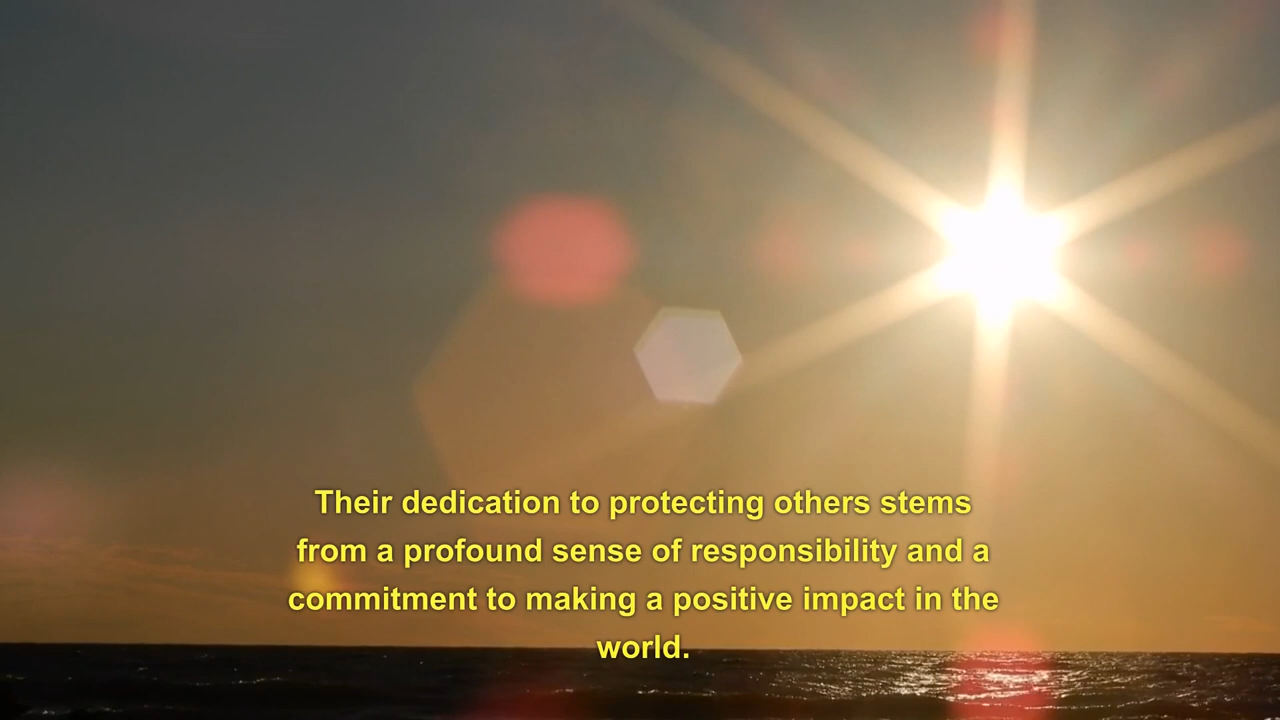 Their dedication to protecting others stems
from a profound sense of responsibility and a
commitment to making a positive impact in the
world.